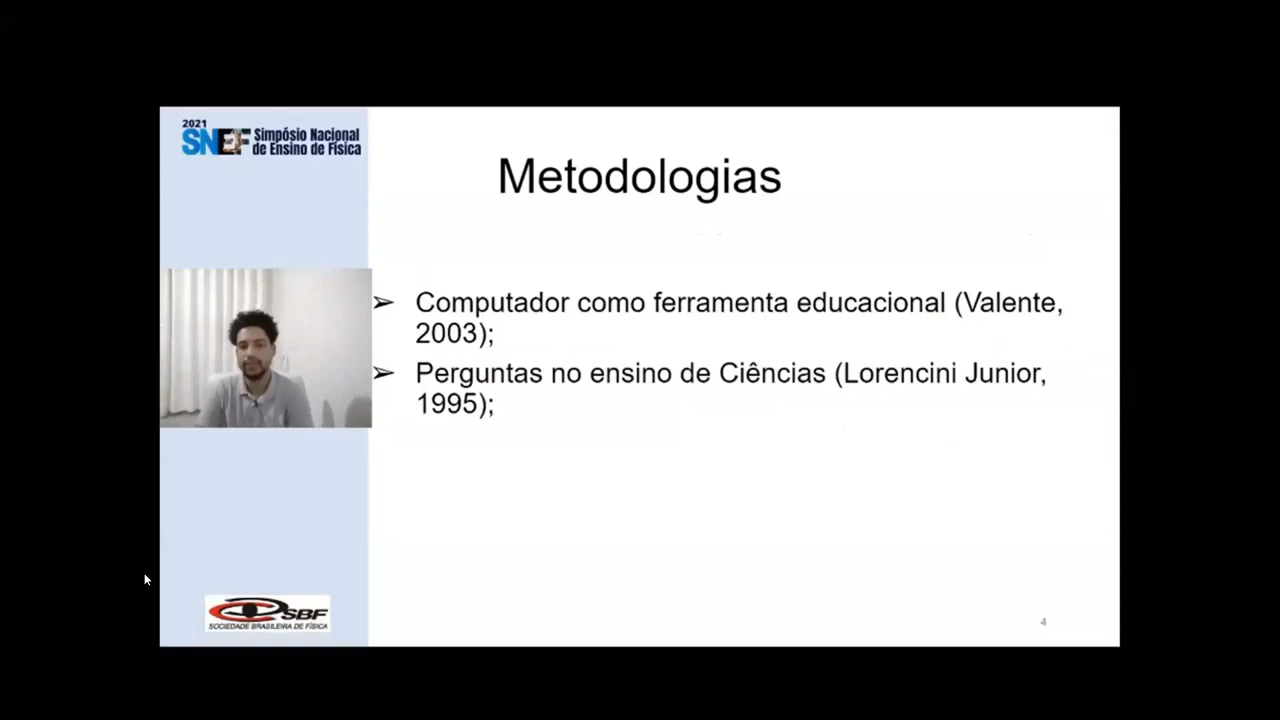 2021
SNEF
Simpósio Nacional
de Ensino de Física
Metodologias
➢ Computador como ferramenta educacional (Valente,
2003);
➢ Perguntas no ensino de Ciências (Lorencini Junior,
1995);
SBF
SOCIEDADE BRASILEIRA DE FÍSICA
4